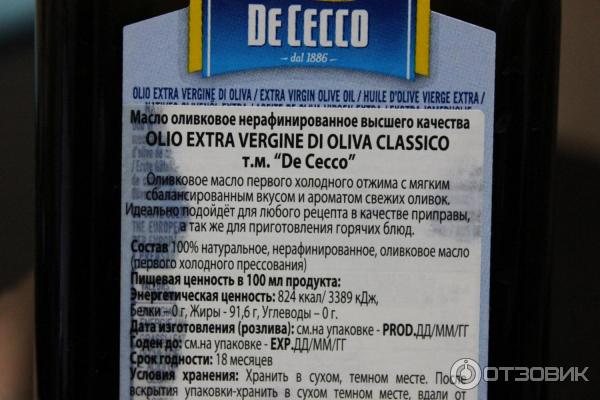 DE CECCO
dal 1886
OLIO EXTRA VERGINE DI OLIVA / EXTRA VIRGIN OLIVE OIL / HUILE D'OLIVE VIERGE EXTRA /
Масло оливковое нерафинированное высшего качества
OLIO EXTRA VERGINE DI OLIVA CLASSICO
т.м. "De Cecco"
Оливковое масло первого холодного отжима с мягким
сбалансированным вкусом и ароматом свежих оливок.
Идеально подойдёт для любого рецепта в качестве приправы,
а так же для приготовления горячих блюд.
Состав 100% натуральное, нерафинированное, оливковое масло
(первого холодного прессования)
Пищевая ценность в 100 мл продукта:
Энергетическая ценность: 824 ккал/ 3389 кДж,
Белки – 0 г, Жиры - 91,6 г, Углеводы – 0 г.
Дата изготовления (розлива): см.на упаковке - PROD.ДД/ММ/ГГ
Годен до: см.на упаковке - EXP.ДД/ММ/ГГ
Срок годности: 18 месяцев
Условия хранения: Хранить в сухом, темном месте. После
вскрытия упаковки-хранить в сухом, темном месте, вдали от
ОТЗОВИК